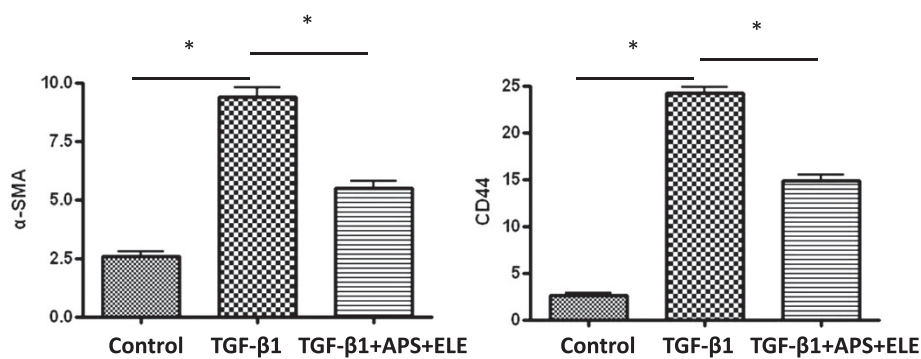 *
*
α-SMA
10.0
7.5
5.0
2.5
0.0
Control
TGF-β1
TGF-β1+APS+ELE
*
*
CD44
25
20
15
10
5
0
Control
TGF-β1
TGF-β1+APS+ELE